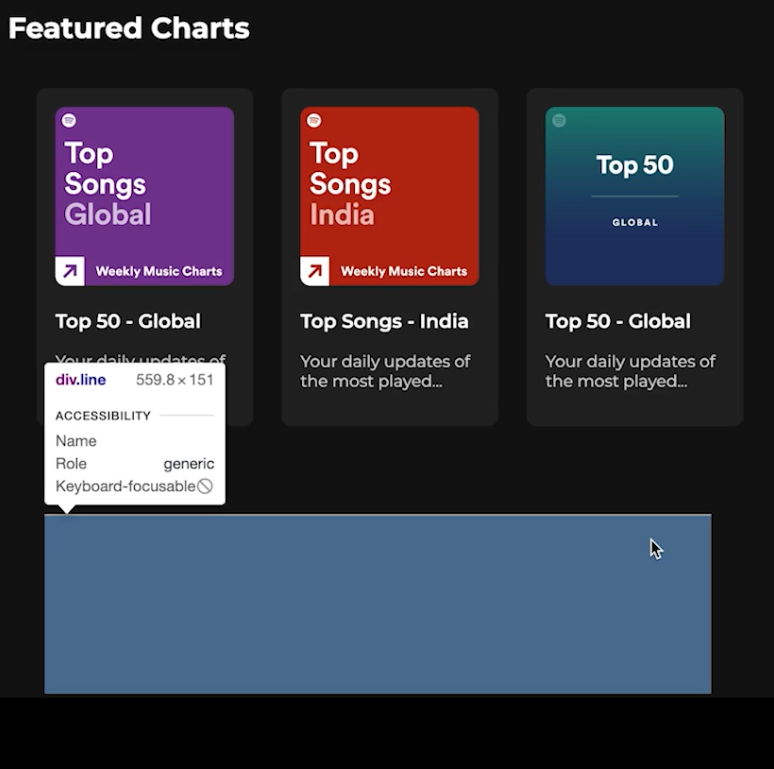 Featured Charts
Top
Songs
Global
Weekly Music Charts
Top
Songs
India
Weekly Music Charts
Top 50
GLOBAL
Top 50 - Global
Top Songs - India
Top 50 - Global
Your daily updates of
Your daily updates of
the most played...
Your daily updates of
the most played...
div.line 559.8 × 151
ACCESSIBILITY
Name
Role generic
Keyboard-focusable